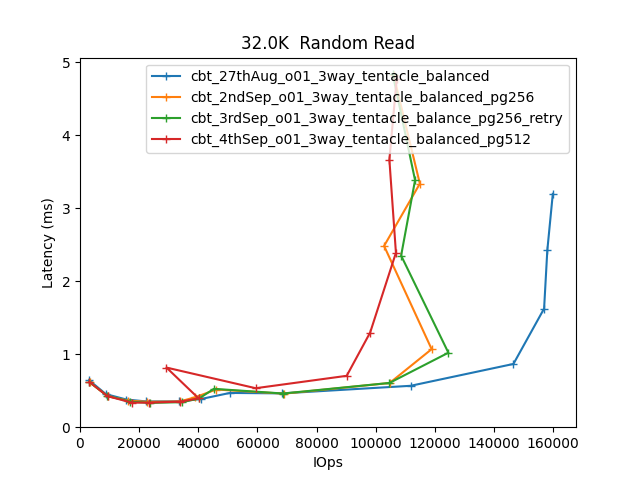 32.0K  Random Read
cbt_27thAug_o01_3way_tentacle_balanced
cbt_2ndSep_o01_3way_tentacle_balanced_pg256
cbt_3rdSep_o01_3way_tentacle_balance_pg256_retry
cbt_4thSep_o01_3way_tentacle_balanced_pg512
Latency (ms)
5
4
3
2
1
0
0 20000 40000 60000 80000 100000 120000 140000 160000
IOps